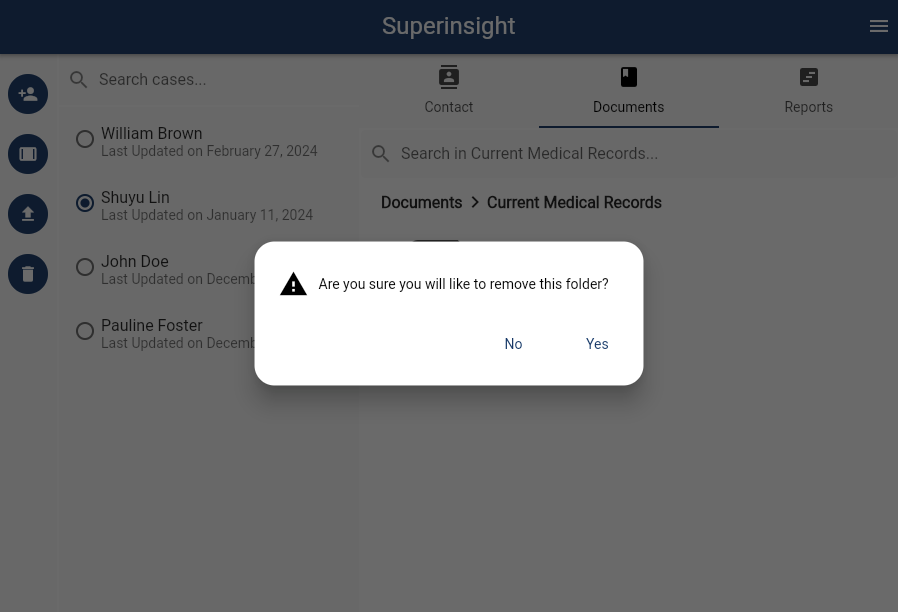 Superinsight
Search cases...
William Brown
Last Updated on February 27, 2024
Shuyu Lin
Last Updated on January 11, 2024
John Doe
Last Updated on
Pauline Foster
Last Updated on
Contact
Documents
Reports
Search in Current Medical Records...
Documents > Current Medical Records
Are you sure you will like to remove this folder?
No
Yes